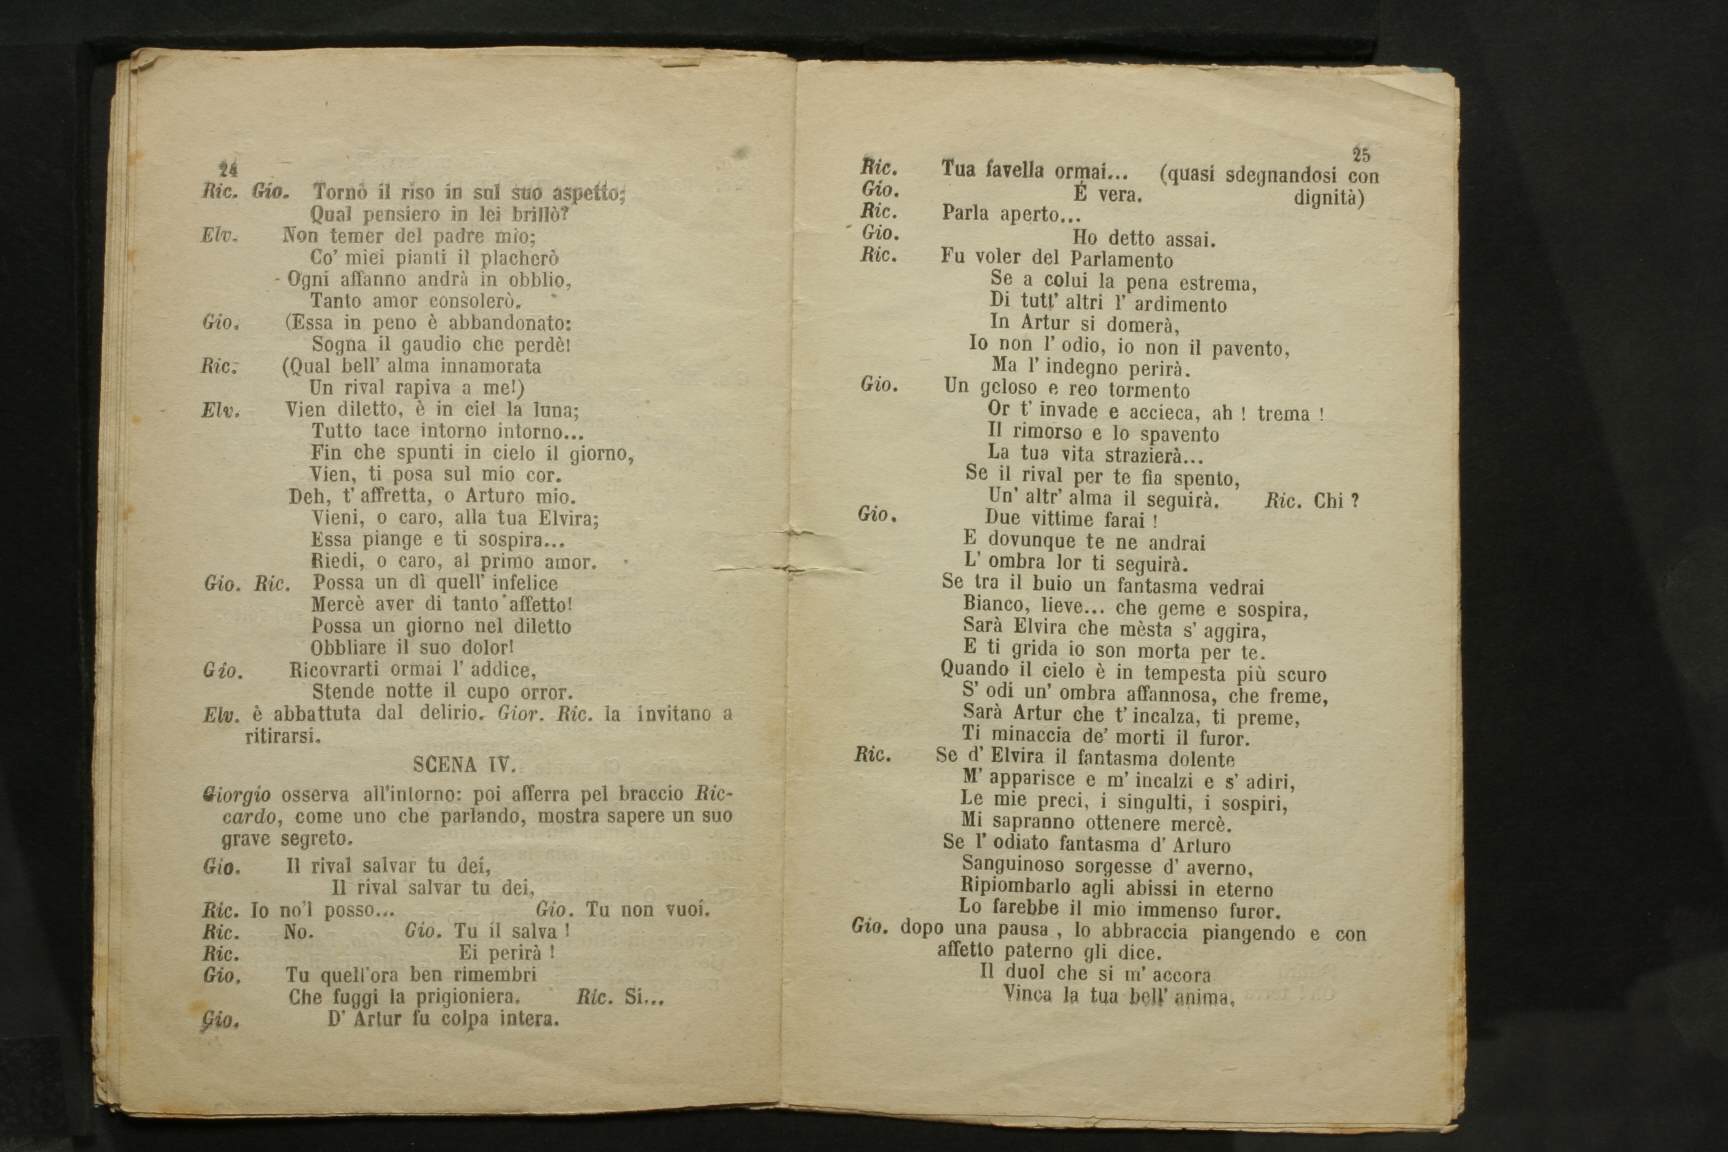 24
Ric. Gio. Tornò il riso in sul suo aspetto;
Qual pensiero in lei brillò?
Elv. Non temer del padre mio;
Co' miei pianti il placherò
Ogni affanno andrà in obblio,
Tanto amor consolerò.
Gio. (Essa in peno è abbandonato:
Sogna il gaudio che perdè!
Ric. (Qual bell' alma innamorata
Un rival rapiva a me!)
Elv. Vien diletto, è in ciel la luna;
Tutto tace intorno intorno...
Fin che spunti in cielo il giorno,
Vien, ti posa sul mio cor.
Deh, t' affretta, o Arturo mio.
Vieni, o caro, alla tua Elvira;
Essa piange e ti sospira...
Riedi, o caro, al primo amor.
Gio. Ric. Possa un dì quell' infelice
Mercè aver di tanto affetto!
Possa un giorno nel diletto
Obbliare il suo dolor!
Gio. Ricovrarti ormai l' addice,
Stende notte il cupo orror.
Elv. è abbattuta dal delirio. Gior. Ric. la invitano a
ritirarsi.
SCENA IV.
Giorgio osserva all'intorno: poi afferra pel braccio Ric-
cardo, come uno che parlando, mostra sapere un suo
grave segreto.
Gio. Il rival salvar tu dei,
Il rival salvar tu dei,
Ric. Io no'l posso... Gio. Tu non vuoi.
Ric. No. Gio. Tu il salva !
Ric. Ei perirà !
Gio. Tu quell'ora ben rimembri
Che fuggi la prigioniera. Ric. Si...
Gio. D' Artur fu colpa intera.
25
Ric. Tua favella ormai... (quasi sdegnandosi con
Gio. É vera. dignità)
Ric. Parla aperto...
Gio. Ho detto assai.
Ric. Fu voler del Parlamento
Se a colui la pena estrema,
Di tutt' altri l' ardimento
In Artur si domerà,
Io non l' odio, io non il pavento,
Ma l' indegno perirà.
Gio. Un geloso e reo tormento
Or t' invade e accieca, ah ! trema !
Il rimorso e lo spavento
La tua vita strazierà...
Se il rival per te fia spento,
Un' altr' alma il seguirà. Ric. Chi ?
Gio. Due vittime farai !
E dovunque te ne andrai
L' ombra lor ti seguirà.
Se tra il buio un fantasma vedrai
Bianco, lieve... che geme e sospira,
Sarà Elvira che mèsta s' aggira,
E ti grida io son morta per te.
Quando il cielo è in tempesta più scuro
S' odi un' ombra affannosa, che freme,
Sarà Artur che t' incalza, ti preme,
Ti minaccia de' morti il furor.
Ric. Se d' Elvira il fantasma dolente
M' apparisce e m' incalzi e s' adiri,
Le mie preci, i singulti, i sospiri,
Mi sapranno ottenere mercè.
Se l' odiato fantasma d' Arturo
Sanguinoso sorgesse d' averno,
Ripiombarlo agli abissi in eterno
Lo farebbe il mio immenso furor.
Gio. dopo una pausa , lo abbraccia piangendo e con
affetto paterno gli dice.
Il duol che si m' accora
Vinca la tua bell' anima,